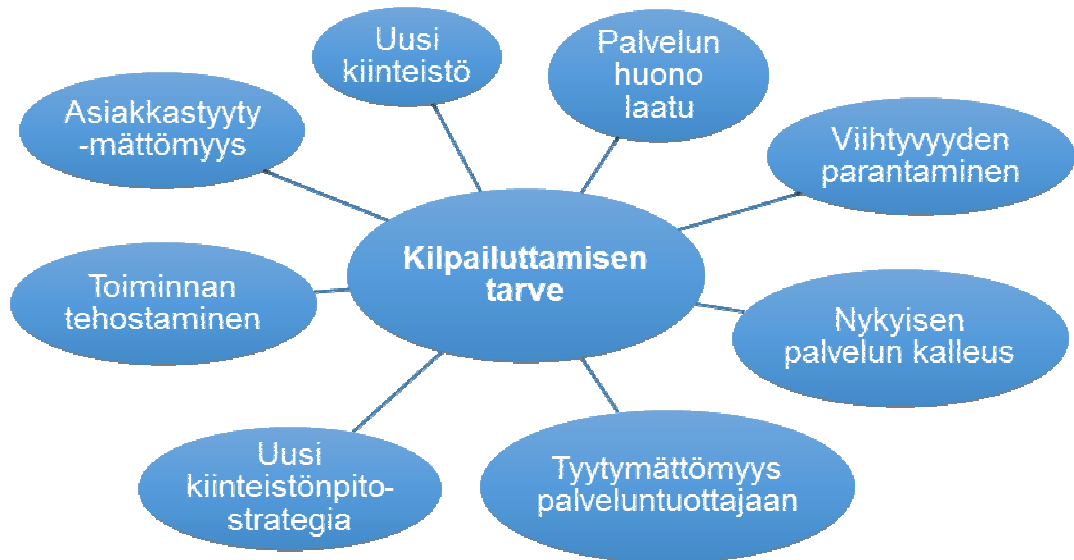 Uusi
kiinteistö
Palvelun
huono
laatu
Asiakkastyyty
-mättömyys
Viihtyvyyden
parantaminen
Kilpailuttamisen
tarve
Toiminnan
tehostaminen
Nykyisen
palvelun kalleus
Uusi
kiinteistönpito-
strategia
Tyytymättömyys
palveluntuottajaan